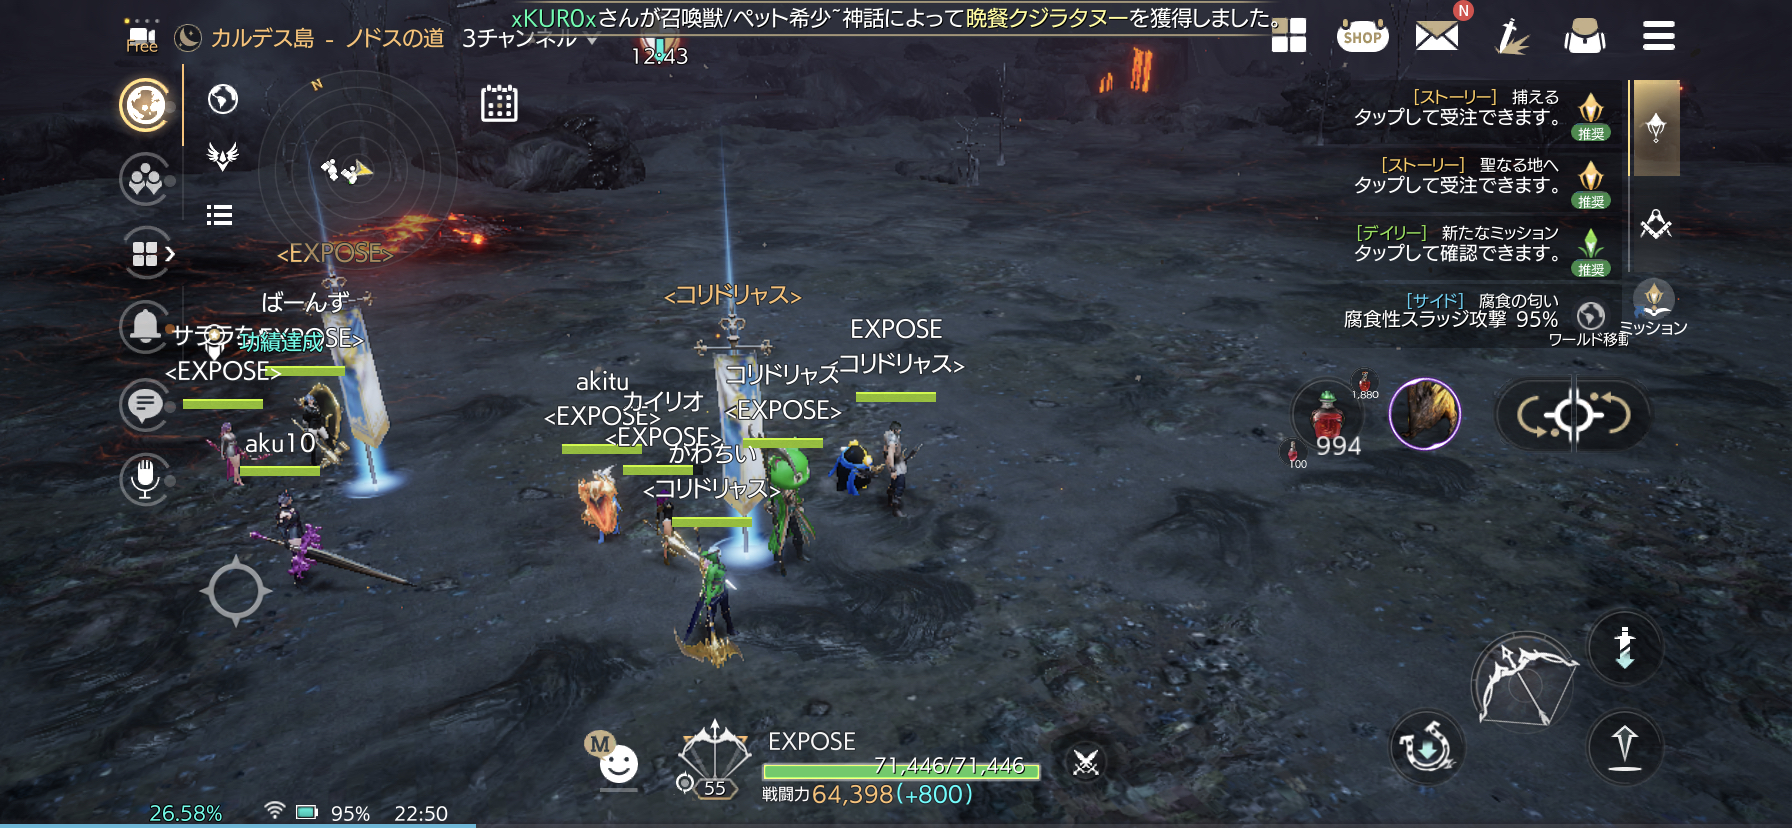 xKUR0xさんが召喚獣/ペット希少~神話によって晩餐クジラタヌーを獲得しました。
Free
カルデス島 - ノドスの道 3チャンネル
12:43
SHOP
N
N
[ストーリー] 捕える
タップして受注できます。
推奨
[ストーリー] 聖なる地へ
タップして受注できます。
推奨
[デイリー] 新たなミッション
タップして確認できます。
推奨
[サイド] 腐食の匂い
腐食性スラッジ攻撃 95%
ワールド移動
ミッション
<EXPOSE>
ばーんず
<EXPOSE>
功績達成
<EXPOSE>
aku10
<コリドリャス>
EXPOSE
<コリドリャス>
コリドリャス
<EXPOSE>
akitu
<EXPOSE>
カイリオ
<EXPOSE>
かわちい
<コリドリャス>
1,880
994
100
M
EXPOSE
71,446/71,446
55
戦闘力64,398(+800)
26.58%
95%
22:50